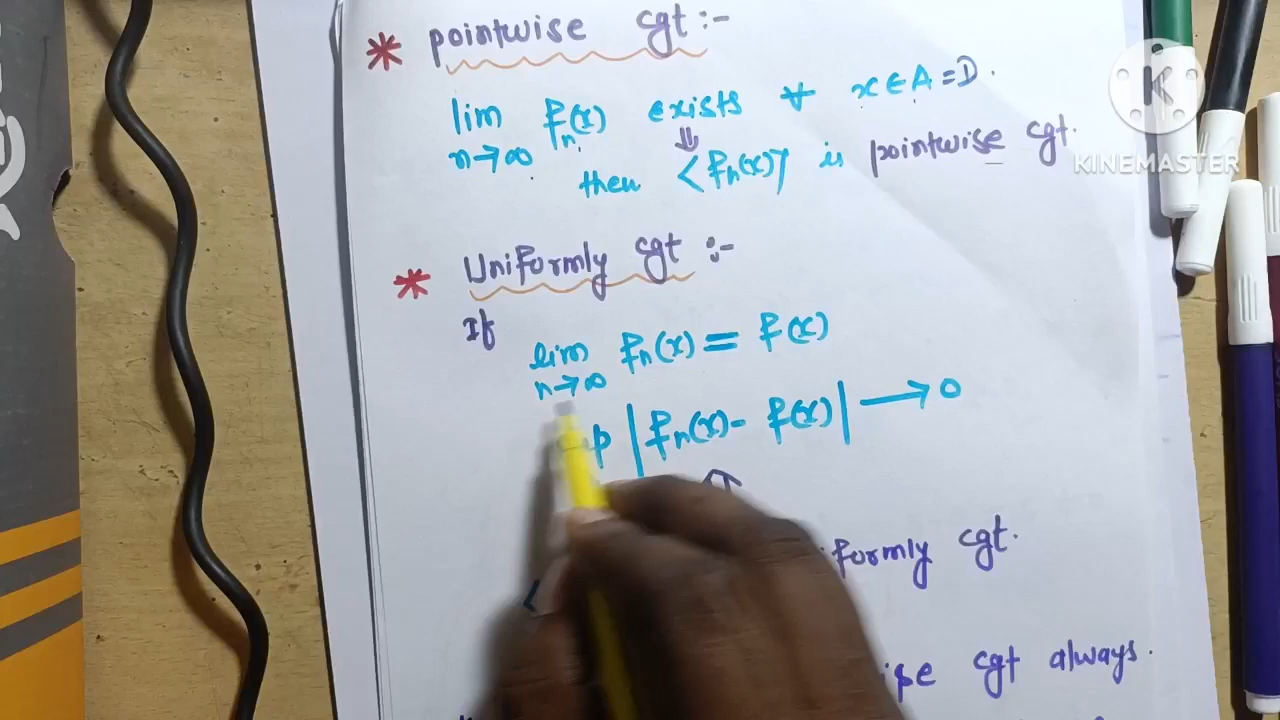 * pointwise cgt :-
lim fn(x) exists ∀ x∈A=D.
n→∞
⇓
then <fn(x)> is pointwise cgt.
* Uniformly cgt :-
If
lim fn(x) = f(x)
n→∞
|fn(x)- f(x)| → 0
⇑
formly cgt.
cgt always.
K
KINEMASTER